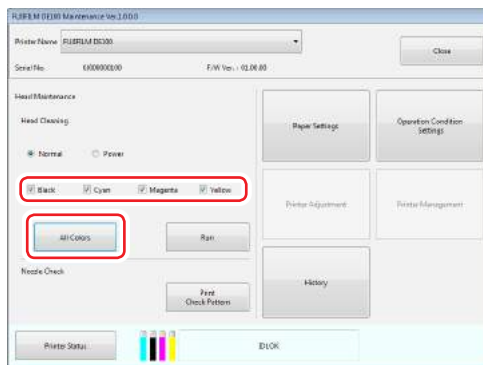 FUJIFILM DE100 Maintenance Ver.1.0.0.0
Printer Name FUJIFILM DE100
Close
Serial No. F/W Ver. : 01.06.00
Head Maintenance
Head Cleaning
Normal Power
Black Cyan Magenta Yellow
All Colors Run
Nozzle Check
Print
Check Pattern
Paper Settings
Operation Condition
Settings
Printer Adjustment
Printer Management
History
Printer Status
IDLOK